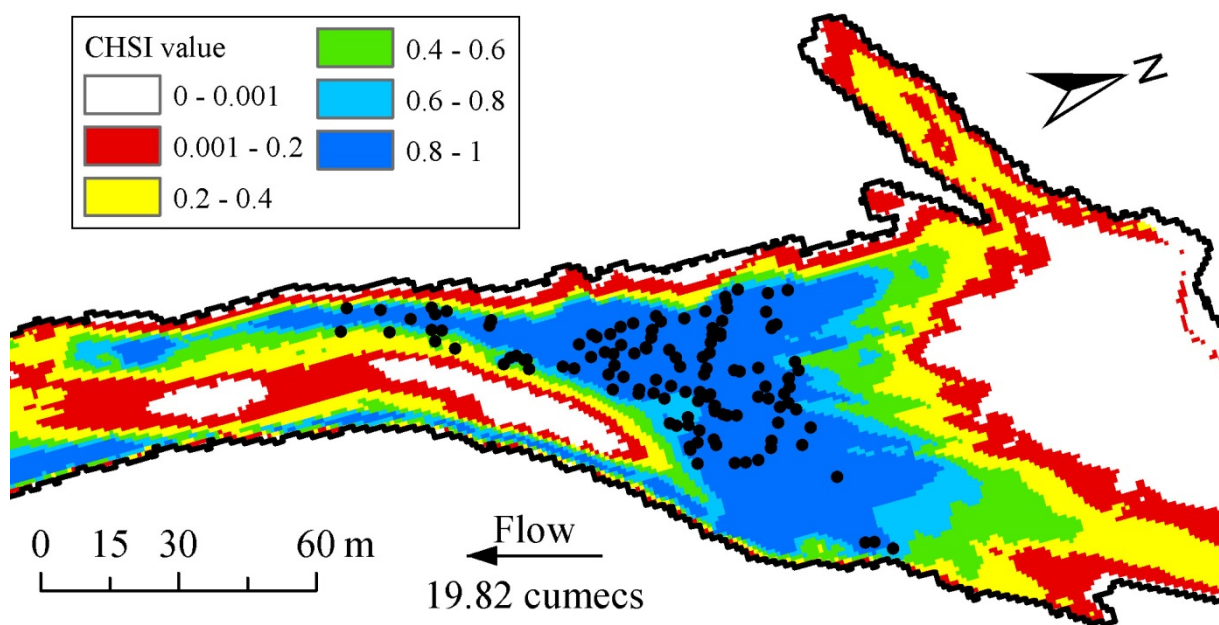 CHSI value
0 - 0.001
0.001 - 0.2
0.2 - 0.4
0.4 - 0.6
0.6 - 0.8
0.8 - 1
N
0 15 30 60 m
Flow
19.82 cumecs